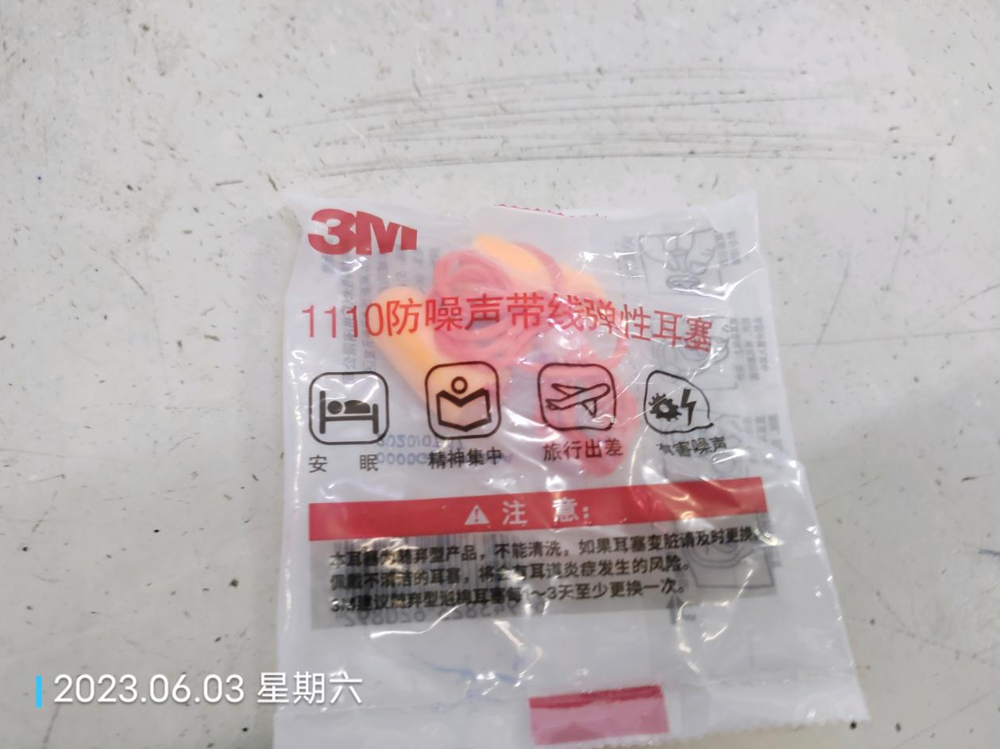 3M
1110防噪声带线弹性耳塞
安 眠 精神集中 旅行出差 有害噪声
注 意：
本耳塞为随弃型产品，不能清洗，如果耳塞变脏请及时更换。
佩戴不清洁的耳塞，将会有耳道炎症发生的风险。
3M建议随弃型泡棉耳塞每1～3天至少更换一次。
2023.06.03 星期六